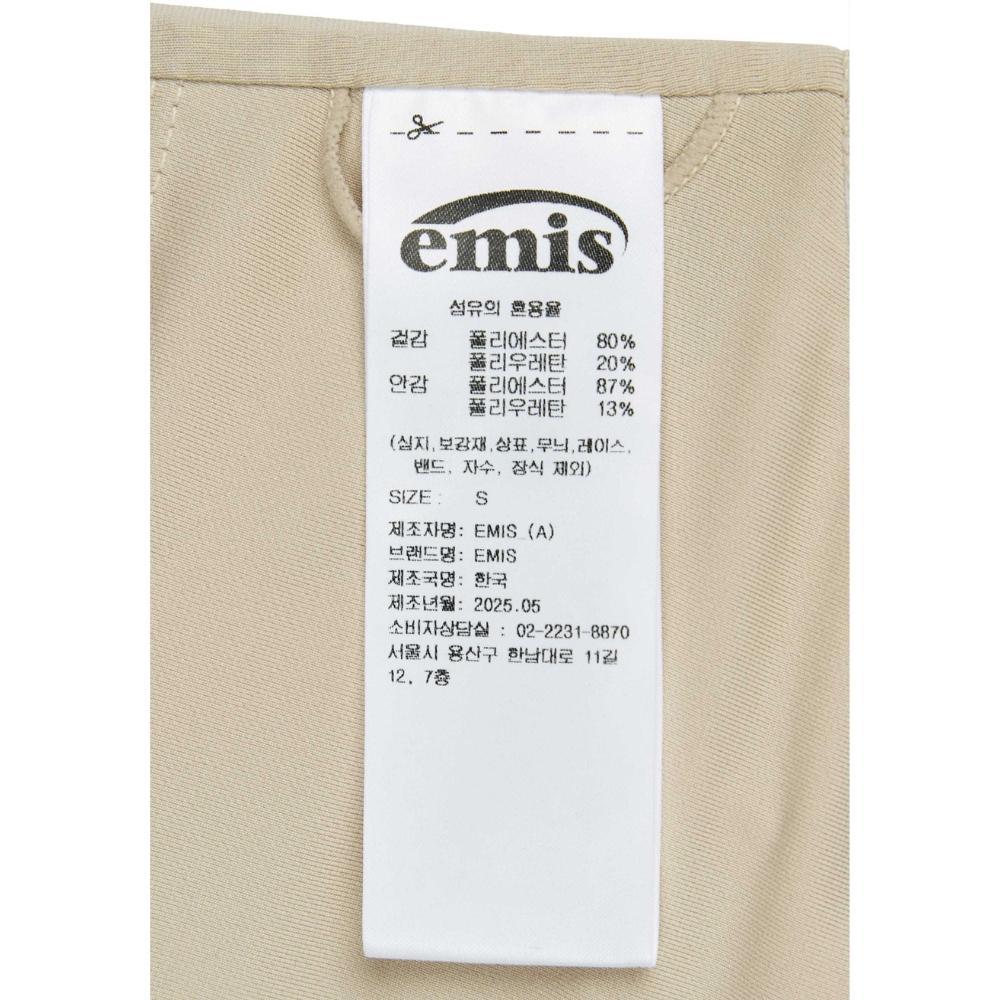 emis
섬유의 혼용율
겉감 폴리에스터 80%
폴리우레탄 20%
안감 폴리에스터 87%
폴리우레탄 13%
(심지,보강재,상표,무늬,레이스,
밴드, 자수, 장식 제외)
SIZE : S
제조자명: EMIS (A)
브랜드명: EMIS
제조국명: 한국
제조년월: 2025.05
소비자상담실 : 02-2231-8870
서울시 용산구 한남대로 11길
12, 7층